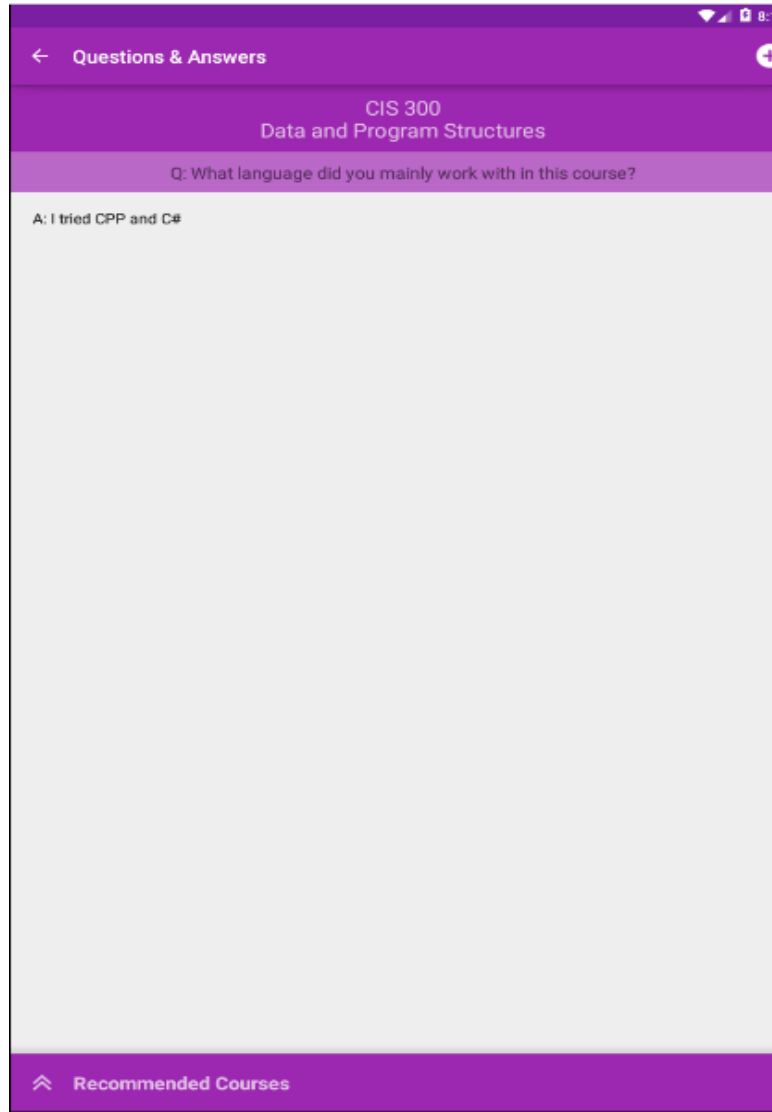 8:
Questions & Answers
CIS 300
Data and Program Structures
Q: What language did you mainly work with in this course?
A: I tried CPP and C#
Recommended Courses